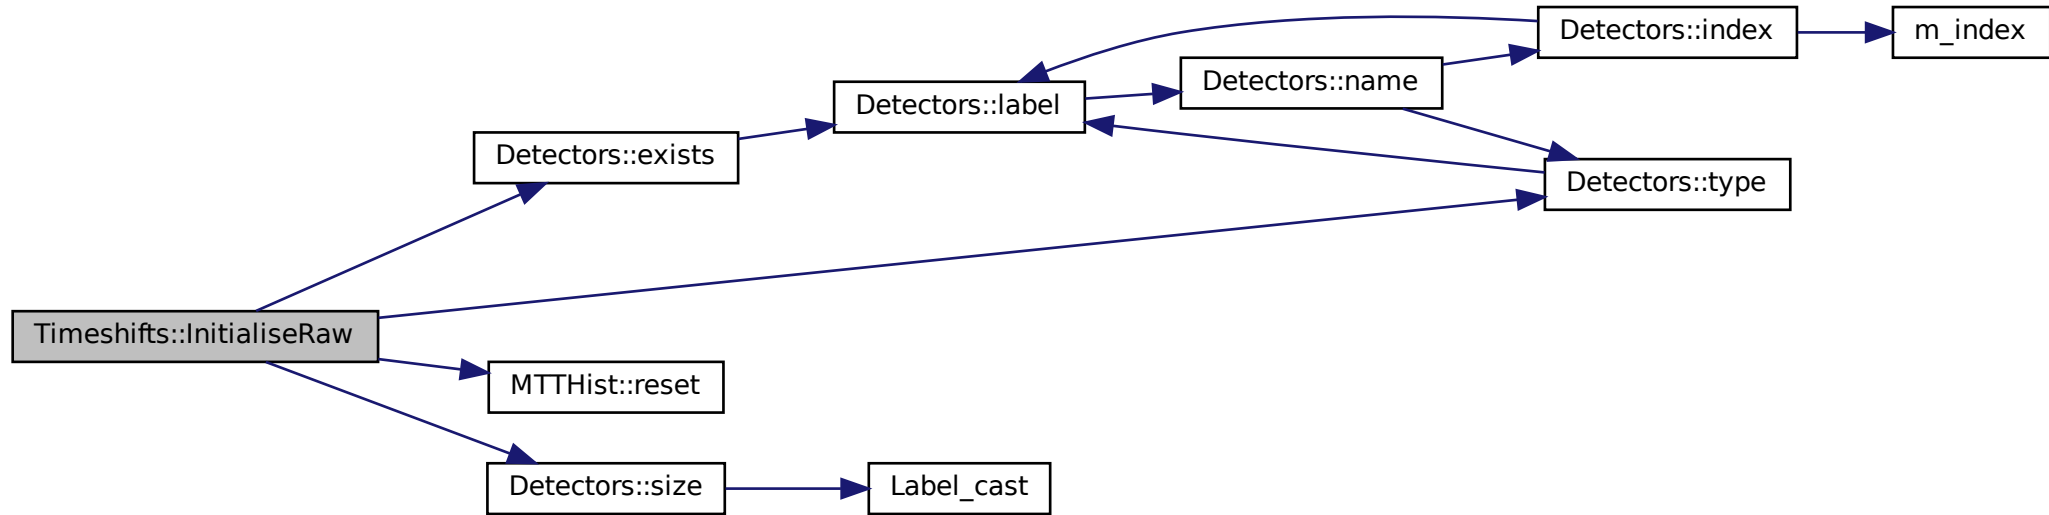 Timeshifts::InitialiseRaw
Detectors::exists
Detectors::label
Detectors::name
Detectors::index
m_index
Detectors::type
MTTHist::reset
Detectors::size
Label_cast